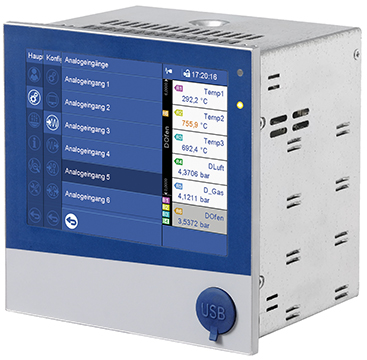 Haup
Konfi
Analogeingänge
17:20:16
Analogeingang 1
Analogeingang 2
Analogeingang 3
Analogeingang 4
Analogeingang 5
Analogeingang 6
DOfen
Temp1
292,2 °C
Temp2
755,9 °C
Temp3
692,4 °C
DLuft
4,3706 bar
D_Gas
4,1211 bar
DOfen
3,5372 bar
USB